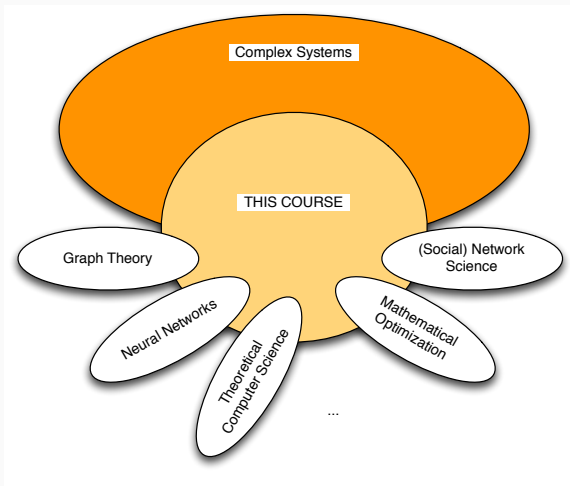 Complex Systems
THIS COURSE
Graph Theory
(Social) Network
Science
Neural Networks
Mathematical
Optimization
Theoretical
Computer Science
...